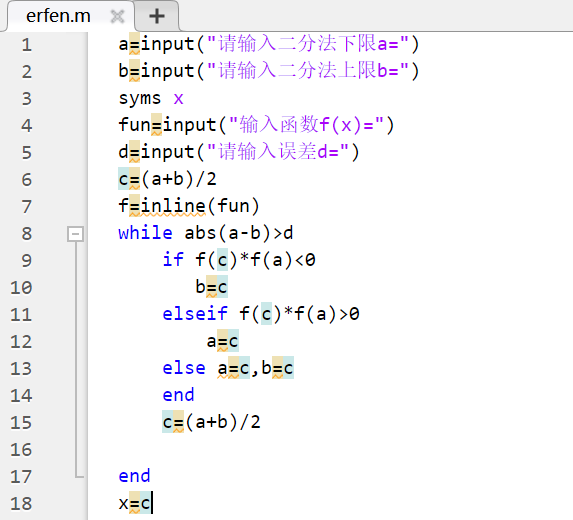 erfen.m
1 a=input("请输入二分法下限a=")
2 b=input("请输入二分法上限b=")
3 syms x
4 fun=input("输入函数f(x)=")
5 d=input("请输入误差d=")
6 c=(a+b)/2
7 f=inline(fun)
8 while abs(a-b)>d
9 if f(c)*f(a)<0
10 b=c
11 elseif f(c)*f(a)>0
12 a=c
13 else a=c,b=c
14 end
15 c=(a+b)/2
16
17 end
18 x=c